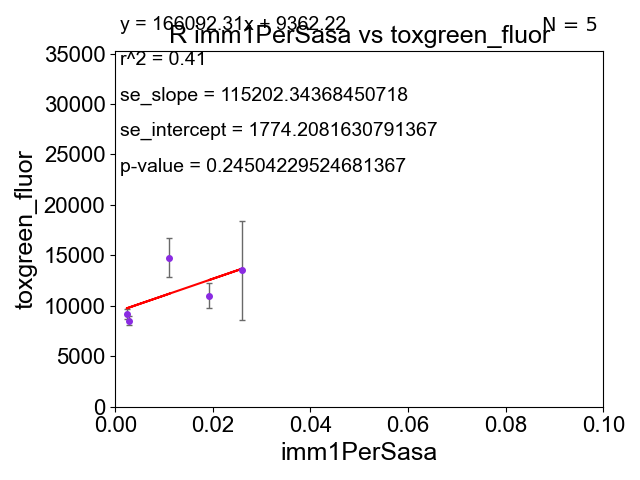 y = 166092.31x + 9362.22
N = 5
R imm1PerSasa vs toxgreen_fluor
r^2 = 0.41
se_slope = 115202.34368450718
se_intercept = 1774.2081630791367
p-value = 0.24504229524681367
35000
30000
25000
20000
15000
10000
5000
0
toxgreen_fluor
0.00 0.02 0.04 0.06 0.08 0.10
imm1PerSasa